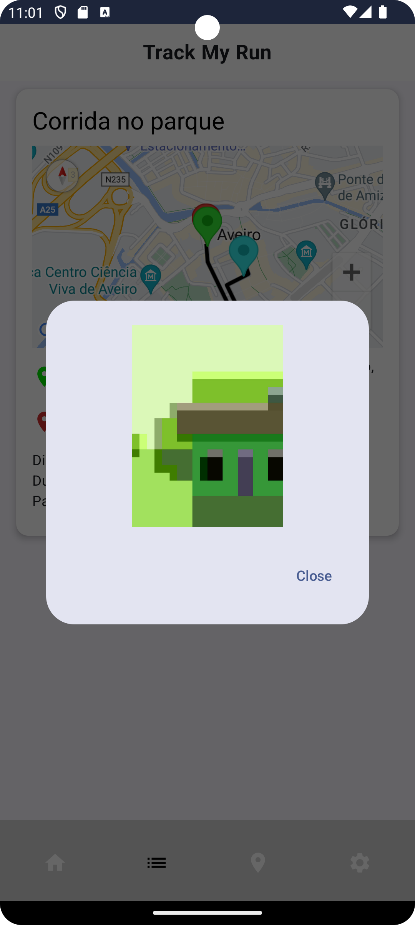 11:01
Track My Run
Corrida no parque
Estacionamento...
N109
N235
Ponte d
de Amiz
A25
Aveiro
GLÓRI
ca Centro Ciência
Viva de Aveiro
+
Di
Du
Pa
Close